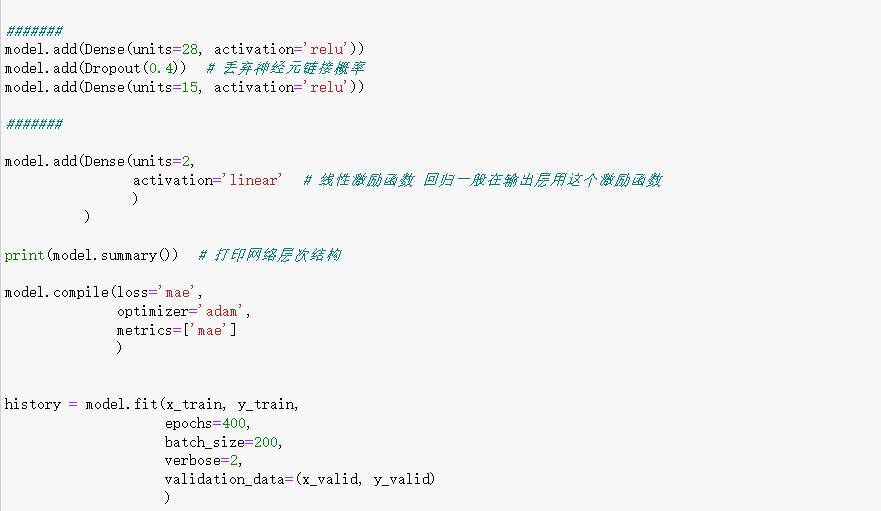 #######
model.add(Dense(units=28, activation='relu'))
model.add(Dropout(0.4))  # 丢弃神经元链接概率
model.add(Dense(units=15, activation='relu'))
#######
model.add(Dense(units=2,
                activation='linear'  # 线性激励函数 回归一般在输出层用这个激励函数
                )
          )
print(model.summary())  # 打印网络层次结构
model.compile(loss='mae',
              optimizer='adam',
              metrics=['mae']
              )
history = model.fit(x_train, y_train,
                    epochs=400,
                    batch_size=200,
                    verbose=2,
                    validation_data=(x_valid, y_valid)
                    )